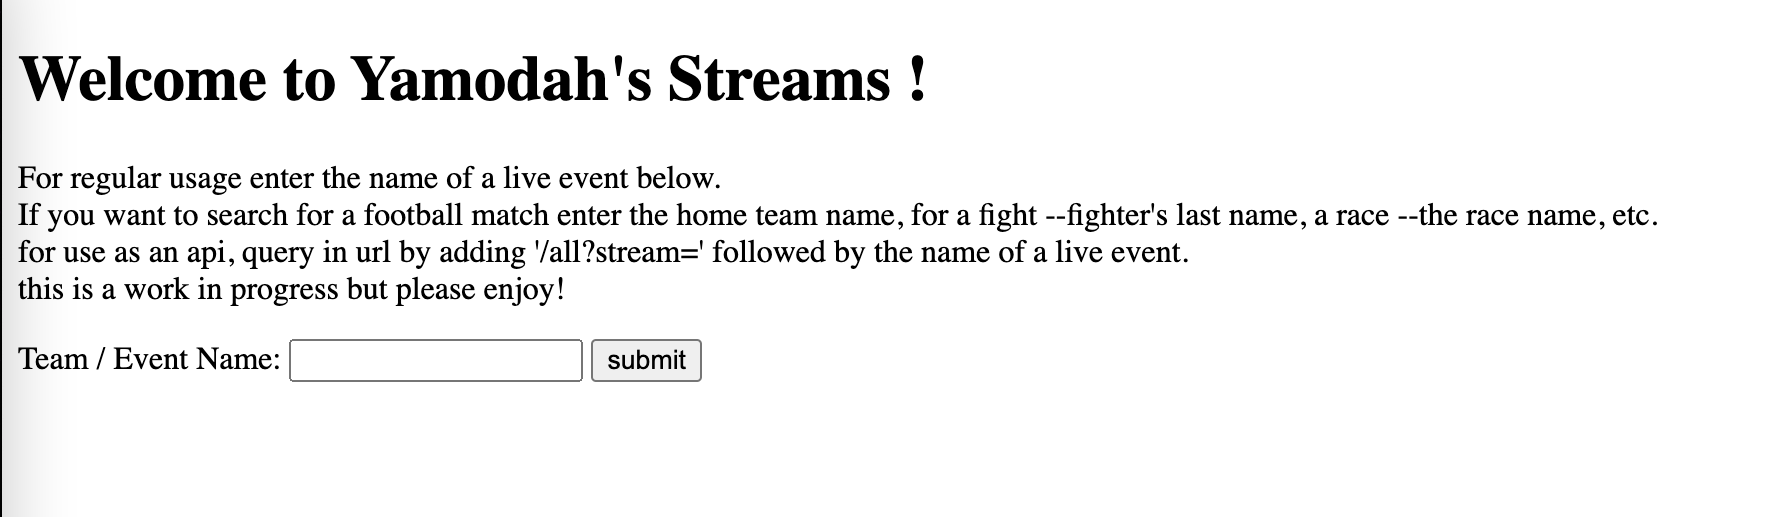 Welcome to Yamodah's Streams !
For regular usage enter the name of a live event below.
If you want to search for a football match enter the home team name, for a fight --fighter's last name, a race --the race name, etc.
for use as an api, query in url by adding '/all?stream=' followed by the name of a live event.
this is a work in progress but please enjoy!
Team / Event Name: submit